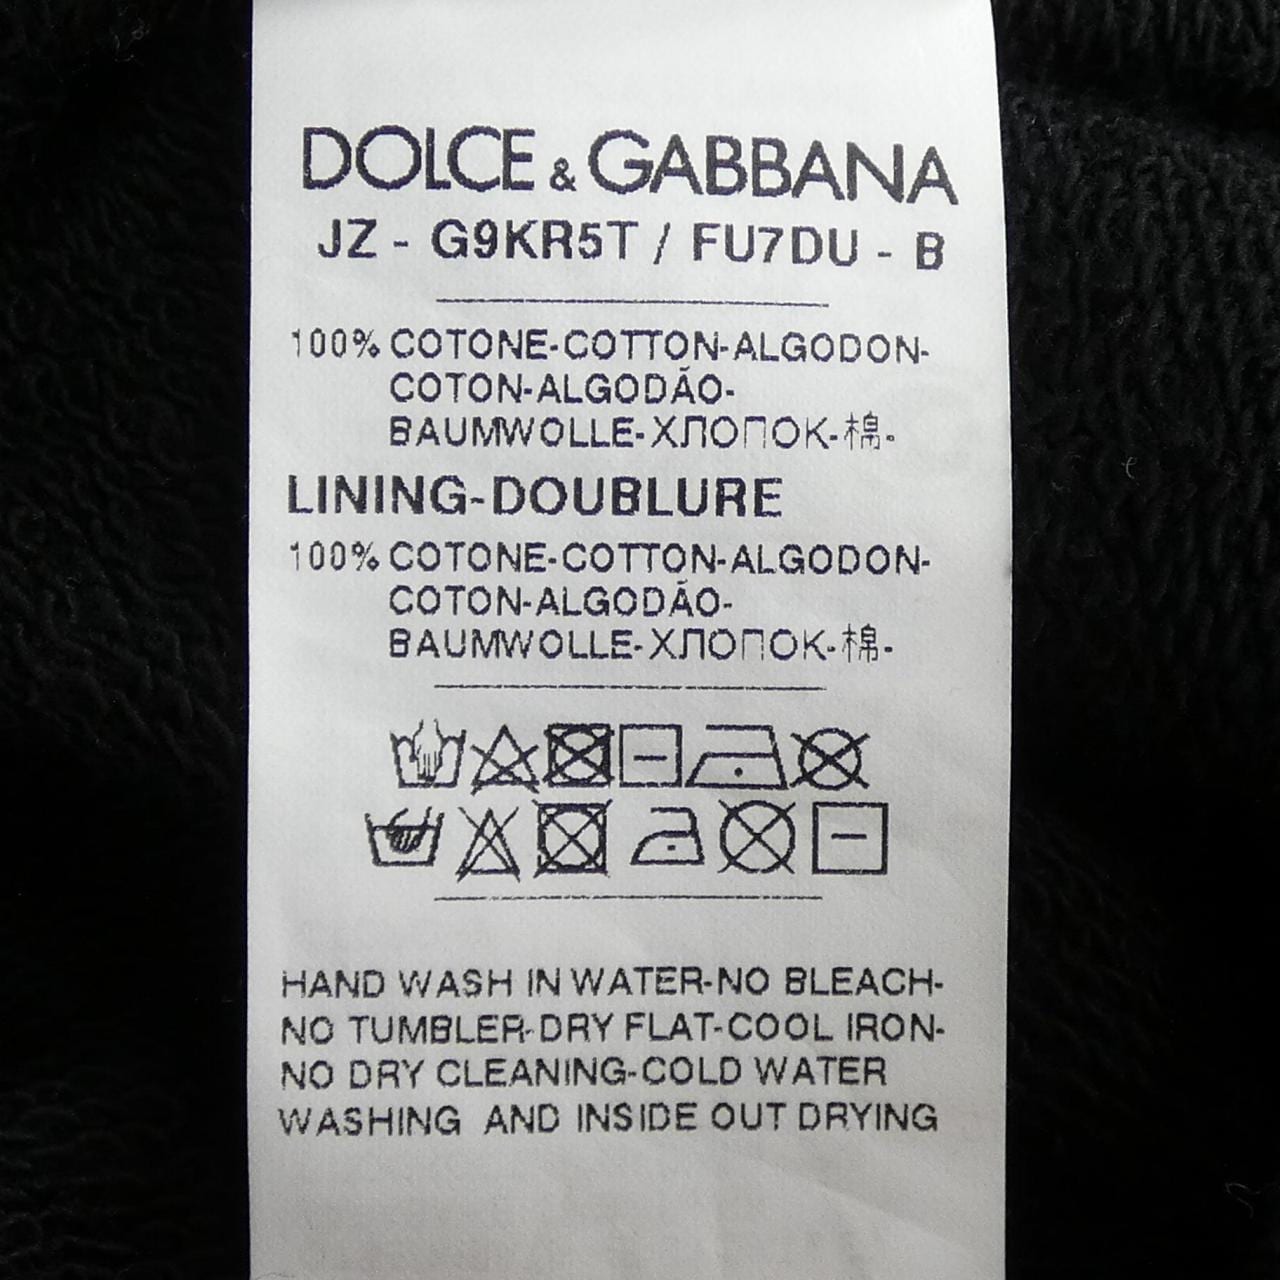 DOLCE & GABBANA
JZ - G9KR5T / FU7DU - B
100% COTONE-COTTON-ALGODON-
COTON-ALGODÃO-
BAUMWOLLE-ХЛОПОК-棉-
LINING-DOUBLURE
100% COTONE-COTTON-ALGODON-
COTON-ALGODÃO-
BAUMWOLLE-ХЛОПОК-棉-
HAND WASH IN WATER-NO BLEACH-
NO TUMBLER-DRY FLAT-COOL IRON-
NO DRY CLEANING-COLD WATER
WASHING AND INSIDE OUT DRYING